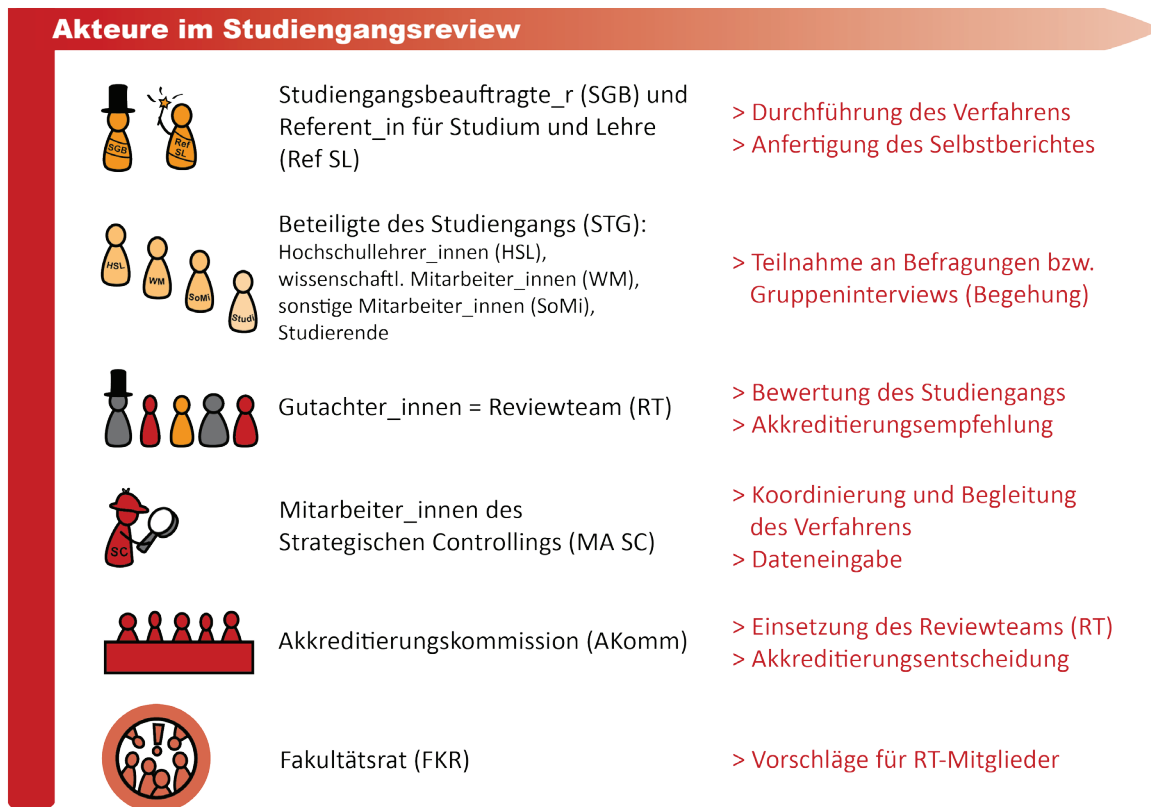 Akteure im Studiengangsreview
SGB
Ref
SL
Studiengangsbeauftragte_r (SGB) und
Referent_in für Studium und Lehre
(Ref SL)
> Durchführung des Verfahrens
> Anfertigung des Selbstberichtes
HSL
WM
SoMi
Studi
Beteiligte des Studiengangs (STG):
Hochschullehrer_innen (HSL),
wissenschaftl. Mitarbeiter_innen (WM),
sonstige Mitarbeiter_innen (SoMi),
Studierende
> Teilnahme an Befragungen bzw.
Gruppeninterviews (Begehung)
Gutachter_innen = Reviewteam (RT)
> Bewertung des Studiengangs
> Akkreditierungsempfehlung
SC
Mitarbeiter_innen des
Strategischen Controllings (MA SC)
> Koordinierung und Begleitung
des Verfahrens
> Dateneingabe
Akkreditierungskommission (AKomm)
> Einsetzung des Reviewteams (RT)
> Akkreditierungsentscheidung
Fakultätsrat (FKR)
> Vorschläge für RT-Mitglieder